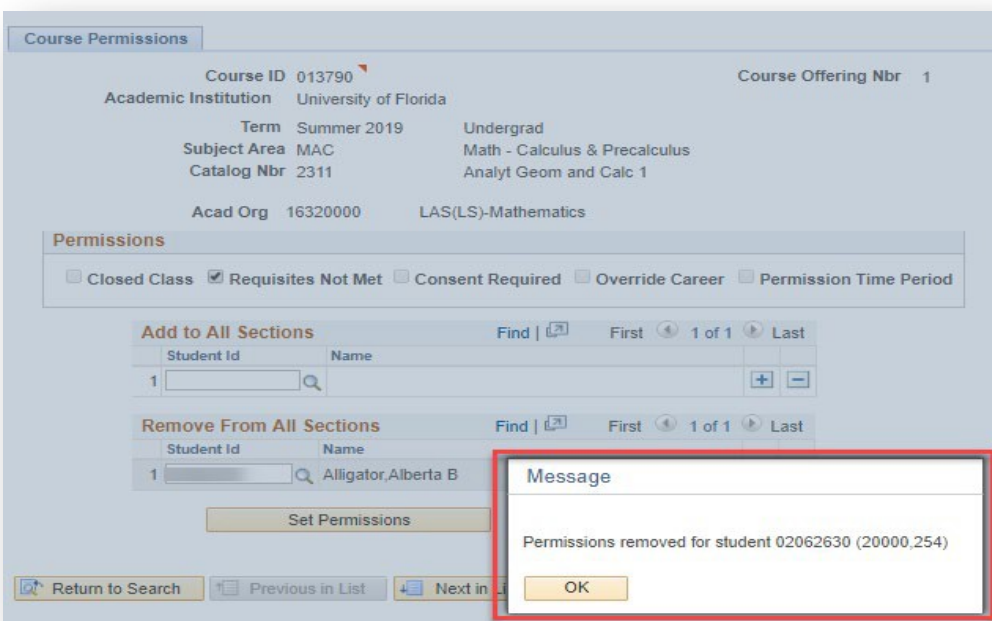 Course Permissions
Course ID 013790 Course Offering Nbr 1
Academic Institution University of Florida
Term Summer 2019 Undergrad
Subject Area MAC Math - Calculus & Precalculus
Catalog Nbr 2311 Analyt Geom and Calc 1
Acad Org 16320000 LAS(LS)-Mathematics
Permissions
Closed Class Requisites Not Met Consent Required Override Career Permission Time Period
Add to All Sections Find | First 1 of 1 Last
Student Id Name
1
Remove From All Sections Find | First 1 of 1 Last
Student Id Name
1 Alligator,Alberta B
Set Permissions
Message
Permissions removed for student 02062630 (20000,254)
OK
Return to Search Previous in List Next in Li